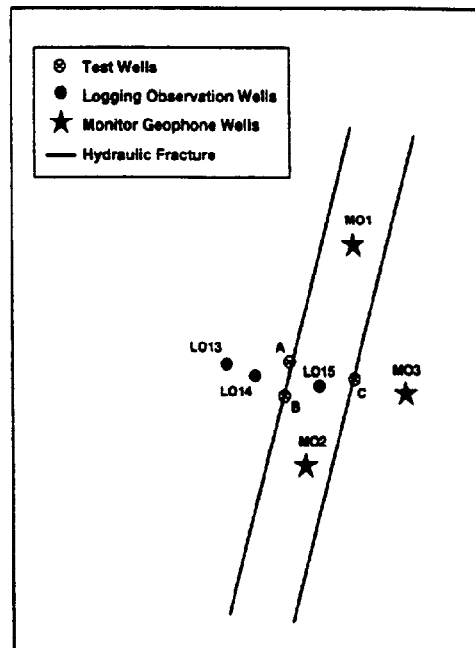 Test Wells
Logging Observation Wells
Monitor Geophone Wells
Hydraulic Fracture
MO1
A
LO13
LO14
LO15
MO3
B
C
MO2